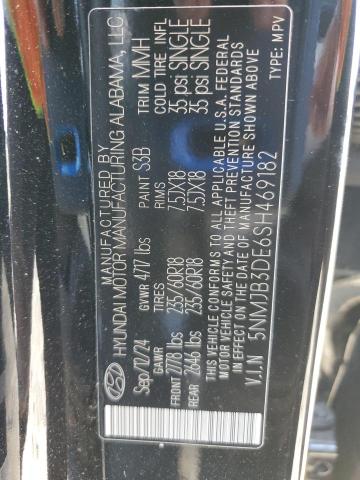 MANUFACTURED BY
HYUNDAI MOTOR MANUFACTURING ALABAMA, LLC
Sep/12/24 GVWR 4717 lbs PAINT S3B TRIM MMH
GAWR TIRES RIMS COLD TIRE INFL
FRONT 2778 lbs 235/60R18 7.5JX18 35 psi SINGLE
REAR 2646 lbs 235/60R18 7.5JX18 35 psi SINGLE
THIS VEHICLE CONFORMS TO ALL APPLICABLE U.S.A. FEDERAL
MOTOR VEHICLE SAFETY AND THEFT PREVENTION STANDARDS
IN EFFECT ON THE DATE OF MANUFACTURE SHOWN ABOVE.
V.I.N 5NMJB3DE6SH469182 TYPE: MPV